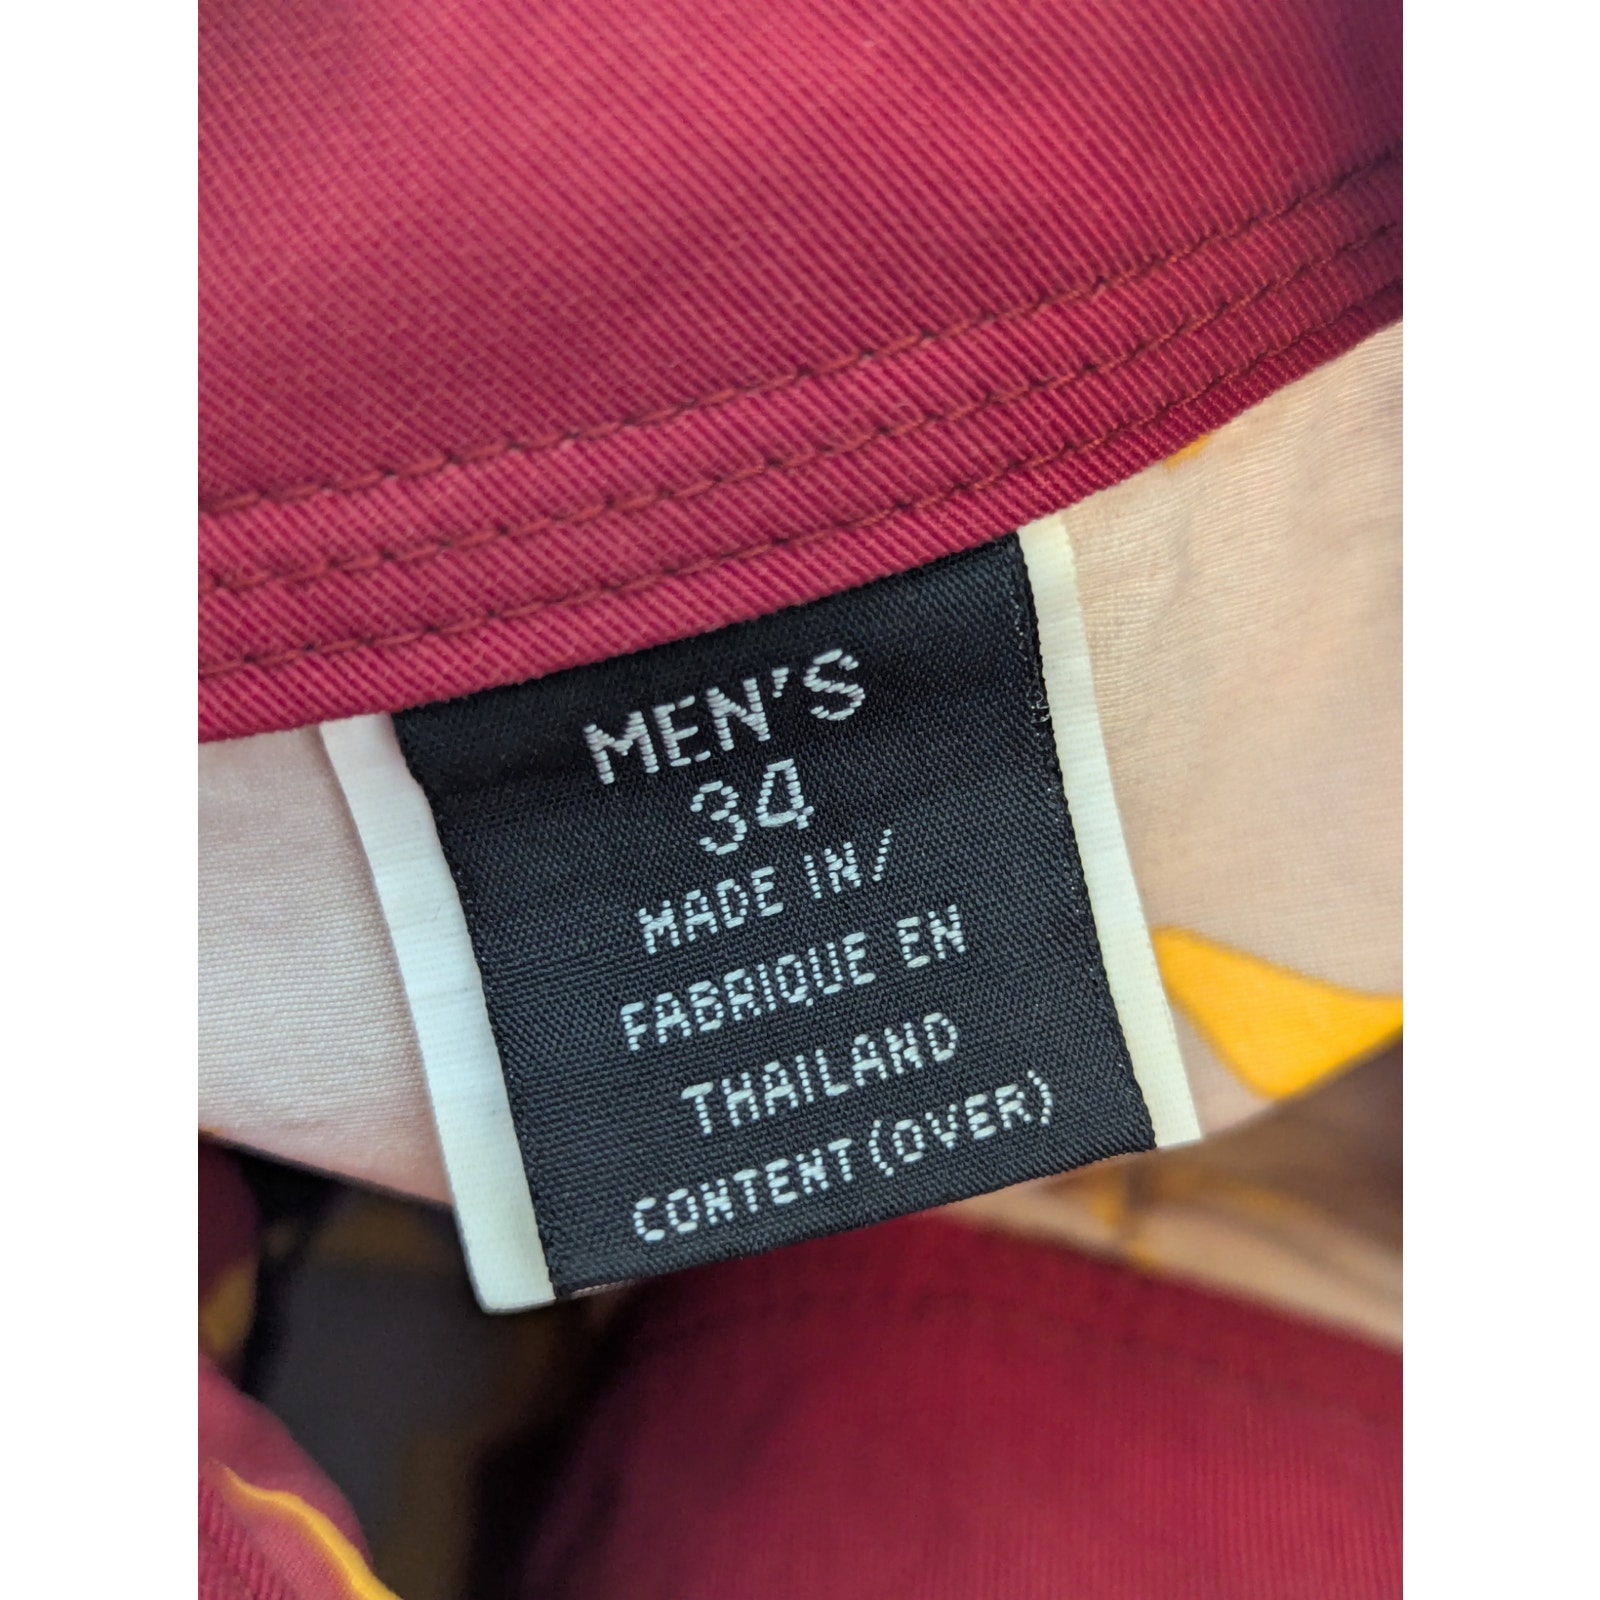 MEN'S
34
MADE IN/
FABRIQUE EN
THAILAND
CONTENT(OVER)